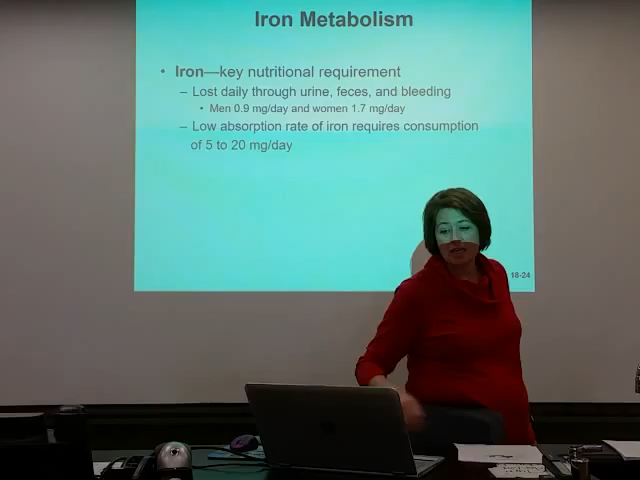 Iron Metabolism
• Iron—key nutritional requirement
– Lost daily through urine, feces, and bleeding
• Men 0.9 mg/day and women 1.7 mg/day
– Low absorption rate of iron requires consumption
of 5 to 20 mg/day
18-24